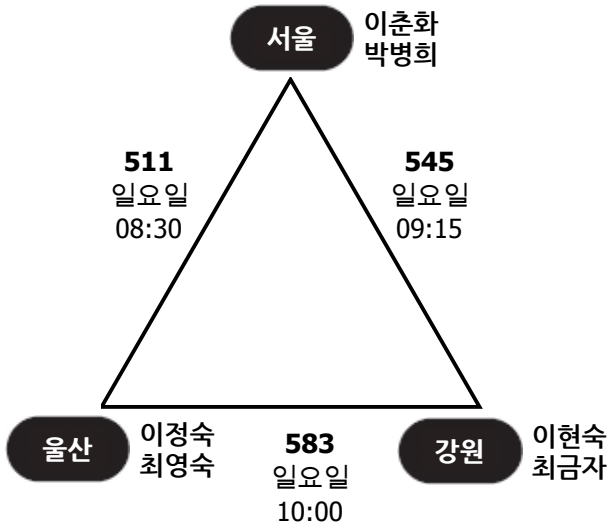 서울
이춘화
박병희
511
일요일
08:30
545
일요일
09:15
울산
이정숙
최영숙
583
일요일
10:00
강원
이현숙
최금자